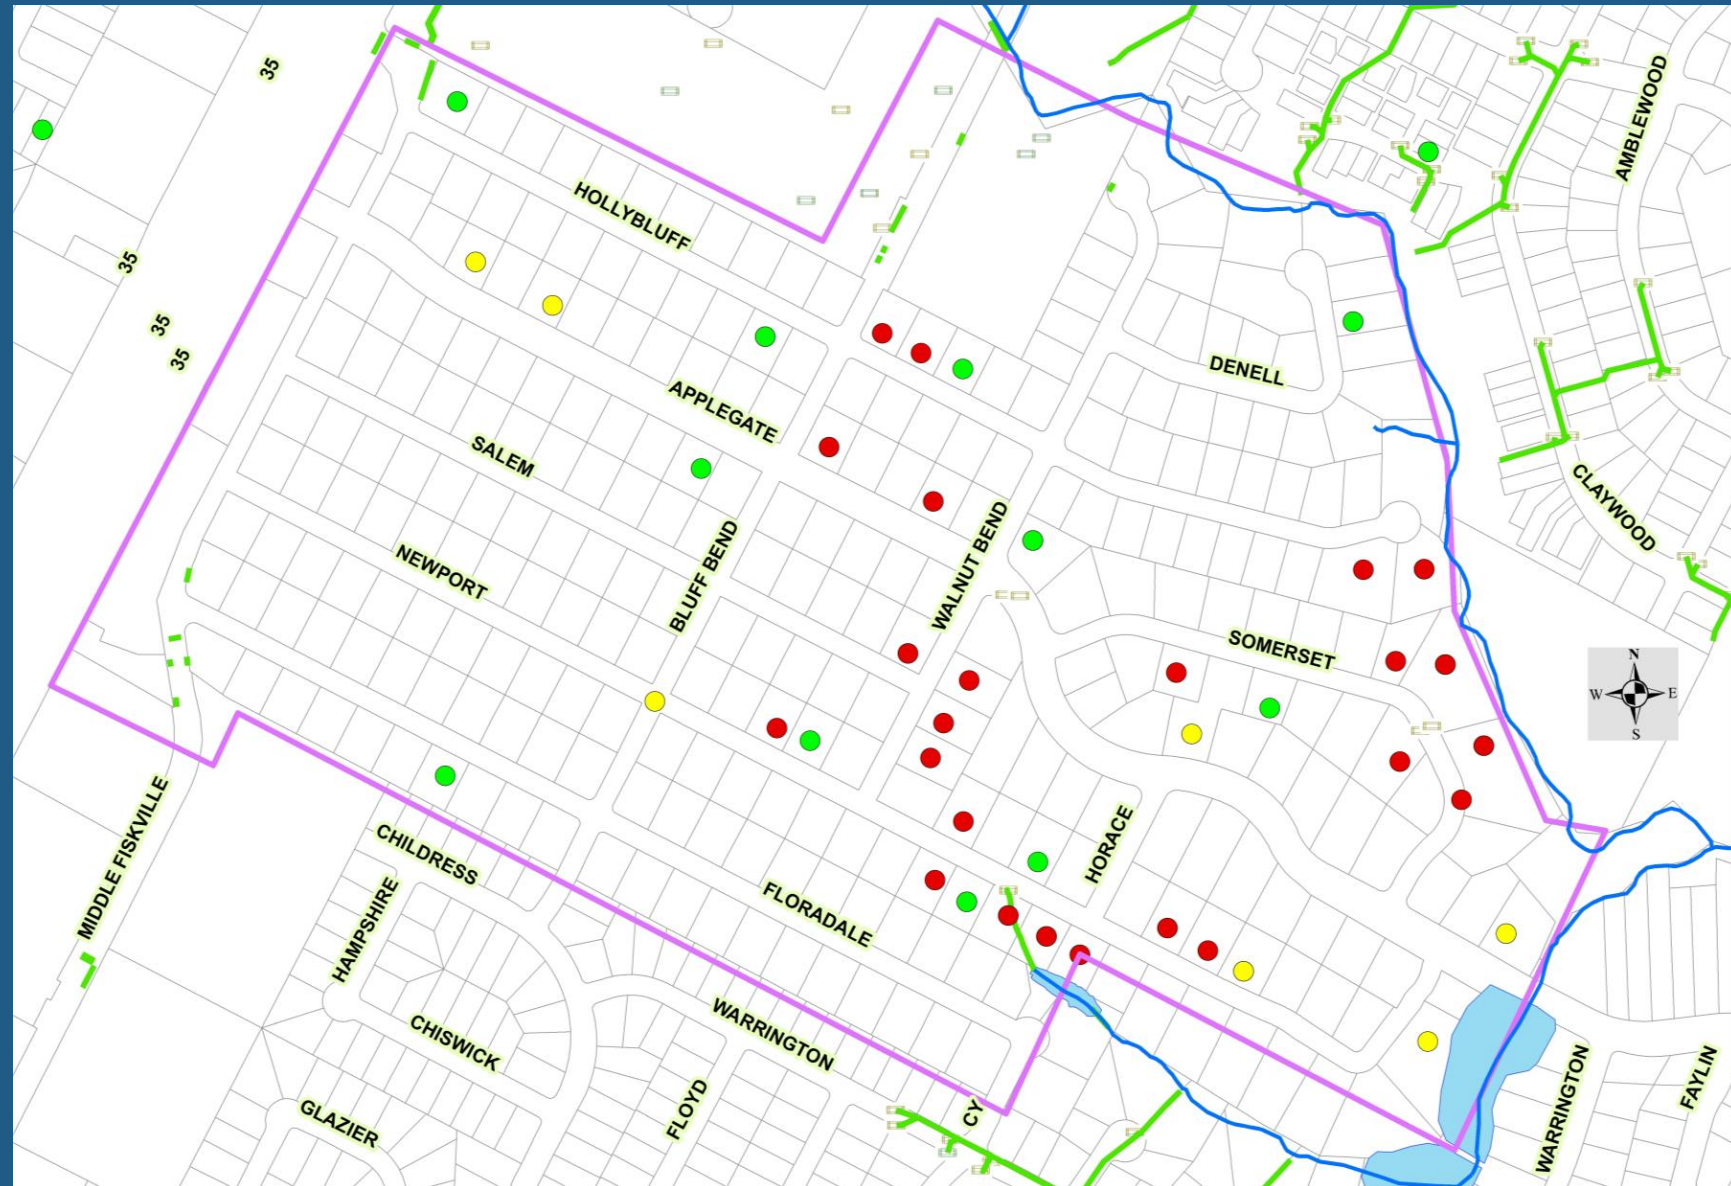 35
AMBLEWOOD
HOLLYBLUFF
35
35
35
DENELL
APPLEGATE
SALEM
CLAYWOOD
NEWPORT
BLUFF BEND
WALNUT BEND
SOMERSET
N
W E
S
MIDDLE FISKVILLE
CHILDRESS
HORACE
HAMPSHIRE
FLORADALE
CHISWICK
WARRINGTON
GLAZIER
FLOYD
CY
WARRINGTON
FAYLIN